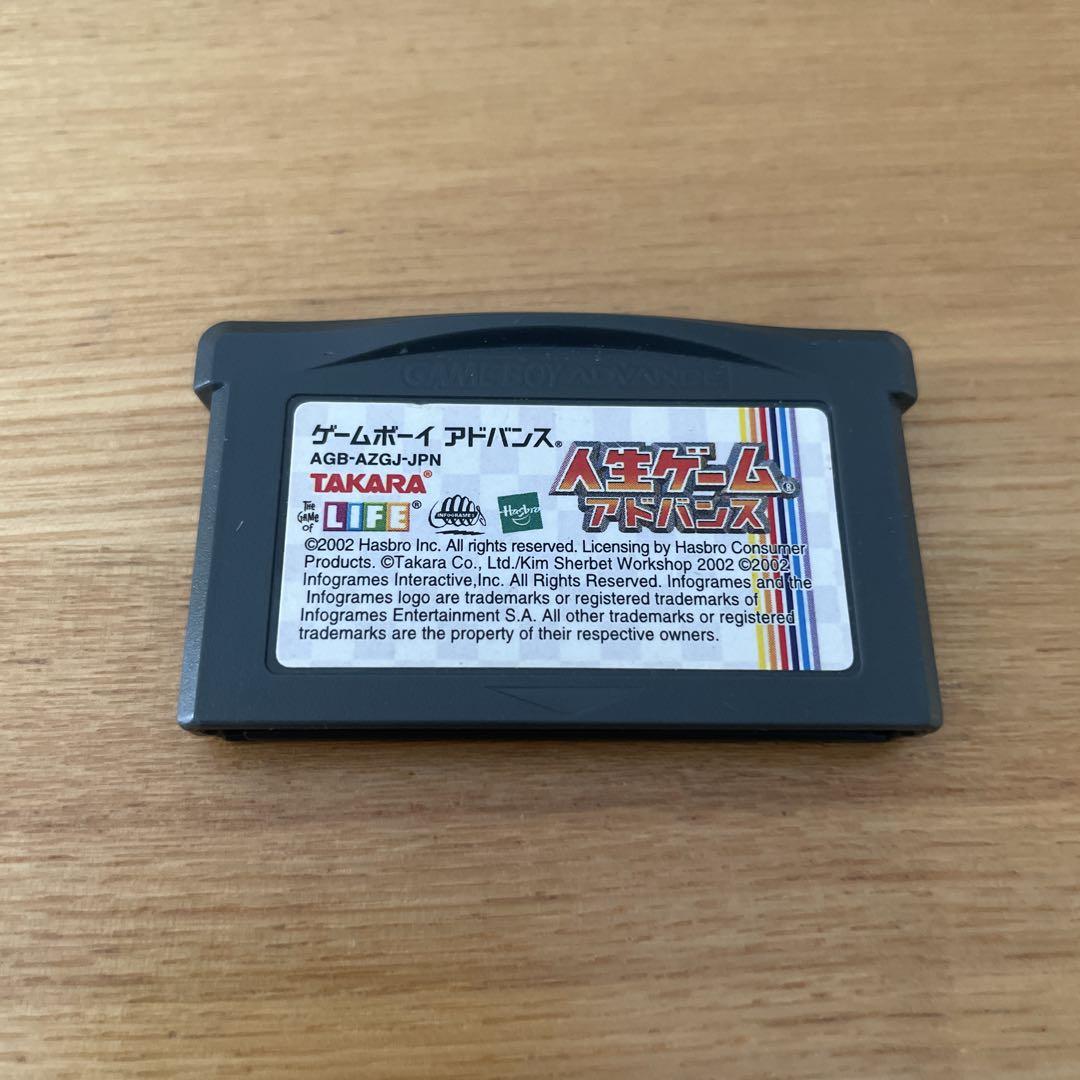 GAME BOY ADVANCE
ゲームボーイ アドバンス®
AGB-AZGJ-JPN
TAKARA®
The Game of LIFE® INFOGRAMES Hasbro
人生ゲーム®
アドバンス
©2002 Hasbro Inc. All rights reserved. Licensing by Hasbro Consumer
Products. ©Takara Co., Ltd./Kim Sherbet Workshop 2002 ©2002
Infogrames Interactive,Inc. All Rights Reserved. Infogrames and the
Infogrames logo are trademarks or registered trademarks of
Infogrames Entertainment S.A. All other trademarks or registered
trademarks are the property of their respective owners.